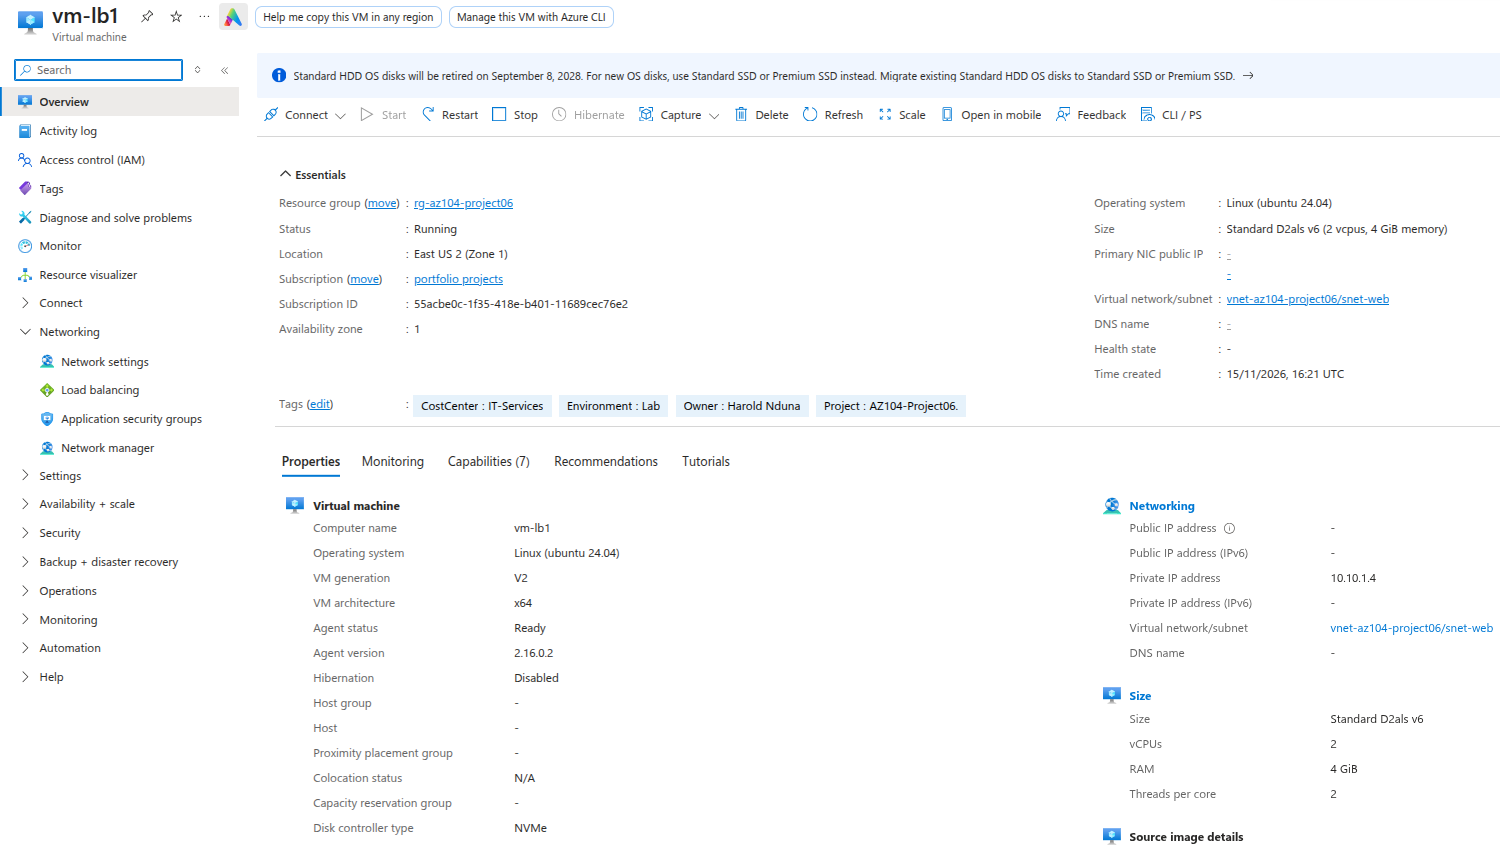 vm-lb1
Virtual machine
Help me copy this VM in any region
Manage this VM with Azure CLI
Search
Overview
Activity log
Access control (IAM)
Tags
Diagnose and solve problems
Monitor
Resource visualizer
Connect
Networking
Network settings
Load balancing
Application security groups
Network manager
Settings
Availability + scale
Security
Backup + disaster recovery
Operations
Monitoring
Automation
Help
Standard HDD OS disks will be retired on September 8, 2028. For new OS disks, use Standard SSD or Premium SSD instead. Migrate existing Standard HDD OS disks to Standard SSD or Premium SSD. →
Connect Start Restart Stop Hibernate Capture Delete Refresh Scale Open in mobile Feedback CLI / PS
Essentials
Resource group (move) : rg-az104-project06
Status : Running
Location : East US 2 (Zone 1)
Subscription (move) : portfolio projects
Subscription ID : 55acbe0c-1f35-418e-b401-11689cec76e2
Availability zone : 1
Operating system : Linux (ubuntu 24.04)
Size : Standard D2als v6 (2 vcpus, 4 GiB memory)
Primary NIC public IP : -
-
Virtual network/subnet : vnet-az104-project06/snet-web
DNS name : -
Health state : -
Time created : 15/11/2026, 16:21 UTC
Tags (edit) : CostCenter : IT-Services Environment : Lab Owner : Harold Nduna Project : AZ104-Project06.
Properties Monitoring Capabilities (7) Recommendations Tutorials
Virtual machine
Computer name vm-lb1
Operating system Linux (ubuntu 24.04)
VM generation V2
VM architecture x64
Agent status Ready
Agent version 2.16.0.2
Hibernation Disabled
Host group -
Host -
Proximity placement group -
Colocation status N/A
Capacity reservation group -
Disk controller type NVMe
Networking
Public IP address -
Public IP address (IPv6) -
Private IP address 10.10.1.4
Private IP address (IPv6) -
Virtual network/subnet vnet-az104-project06/snet-web
DNS name -
Size
Size Standard D2als v6
vCPUs 2
RAM 4 GiB
Threads per core 2
Source image details